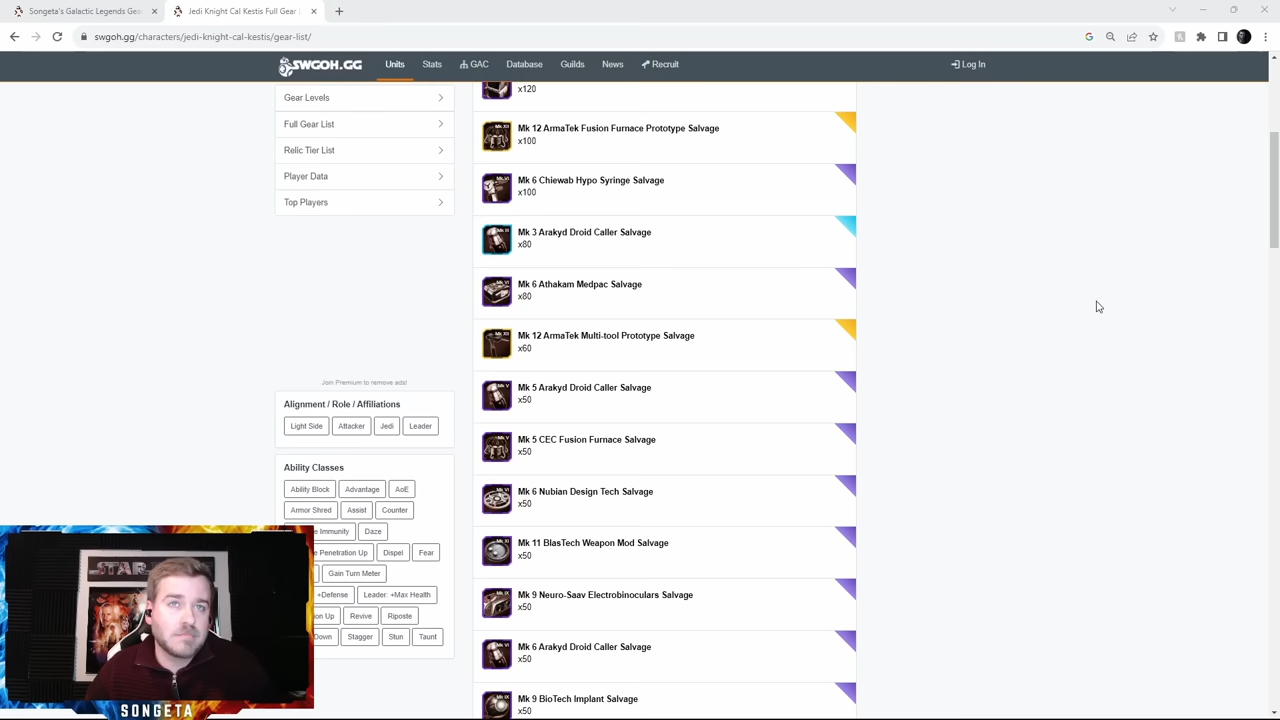 Songeta's Galactic Legends Gea
Jedi Knight Cal Kestis Full Gear L
swgoh.gg/characters/jedi-knight-cal-kestis/gear-list/
SWGOH.GG
Units
Stats
GAC
Database
Guilds
News
Recruit
Log In
Gear Levels
Full Gear List
Relic Tier List
Player Data
Top Players
Join Premium to remove ads!
Alignment / Role / Affiliations
Light Side Attacker Jedi Leader
Ability Classes
Ability Block Advantage AoE
Armor Shred Assist Counter
e Immunity Daze
e Penetration Up Dispel Fear
Gain Turn Meter
+Defense Leader: +Max Health
on Up Revive Riposte
Down Stagger Stun Taunt
x120
Mk 12 ArmaTek Fusion Furnace Prototype Salvage
x100
Mk 6 Chiewab Hypo Syringe Salvage
x100
Mk 3 Arakyd Droid Caller Salvage
x80
Mk 6 Athakam Medpac Salvage
x80
Mk 12 ArmaTek Multi-tool Prototype Salvage
x60
Mk 5 Arakyd Droid Caller Salvage
x50
Mk 5 CEC Fusion Furnace Salvage
x50
Mk 6 Nubian Design Tech Salvage
x50
Mk 11 BlasTech Weapon Mod Salvage
x50
Mk 9 Neuro-Saav Electrobinoculars Salvage
x50
Mk 6 Arakyd Droid Caller Salvage
x50
Mk 9 BioTech Implant Salvage
x50
SONGETA